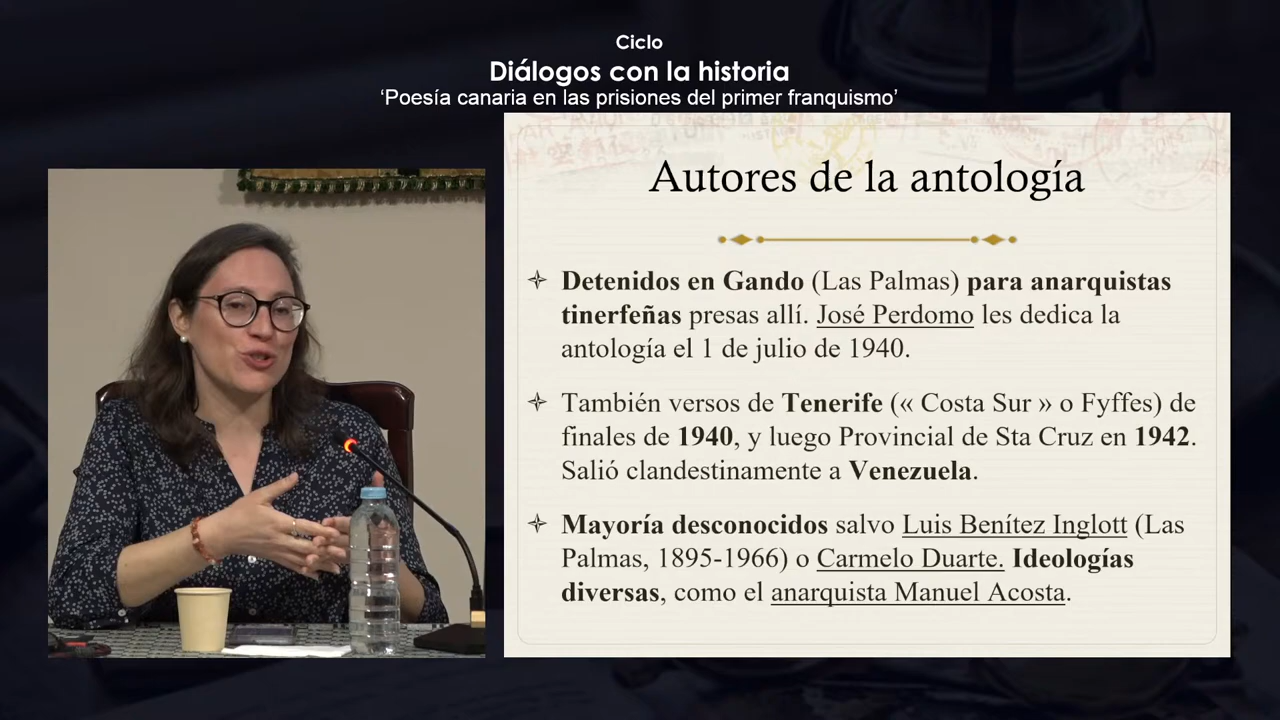 Ciclo
Diálogos con la historia
‘Poesía canaria en las prisiones del primer franquismo’
Autores de la antología
Detenidos en Gando (Las Palmas) para anarquistas
tinerfeñas presas allí. José Perdomo les dedica la
antología el 1 de julio de 1940.
También versos de Tenerife (« Costa Sur » o Fyffes) de
finales de 1940, y luego Provincial de Sta Cruz en 1942.
Salió clandestinamente a Venezuela.
Mayoría desconocidos salvo Luis Benítez Inglott (Las
Palmas, 1895-1966) o Carmelo Duarte. Ideologías
diversas, como el anarquista Manuel Acosta.